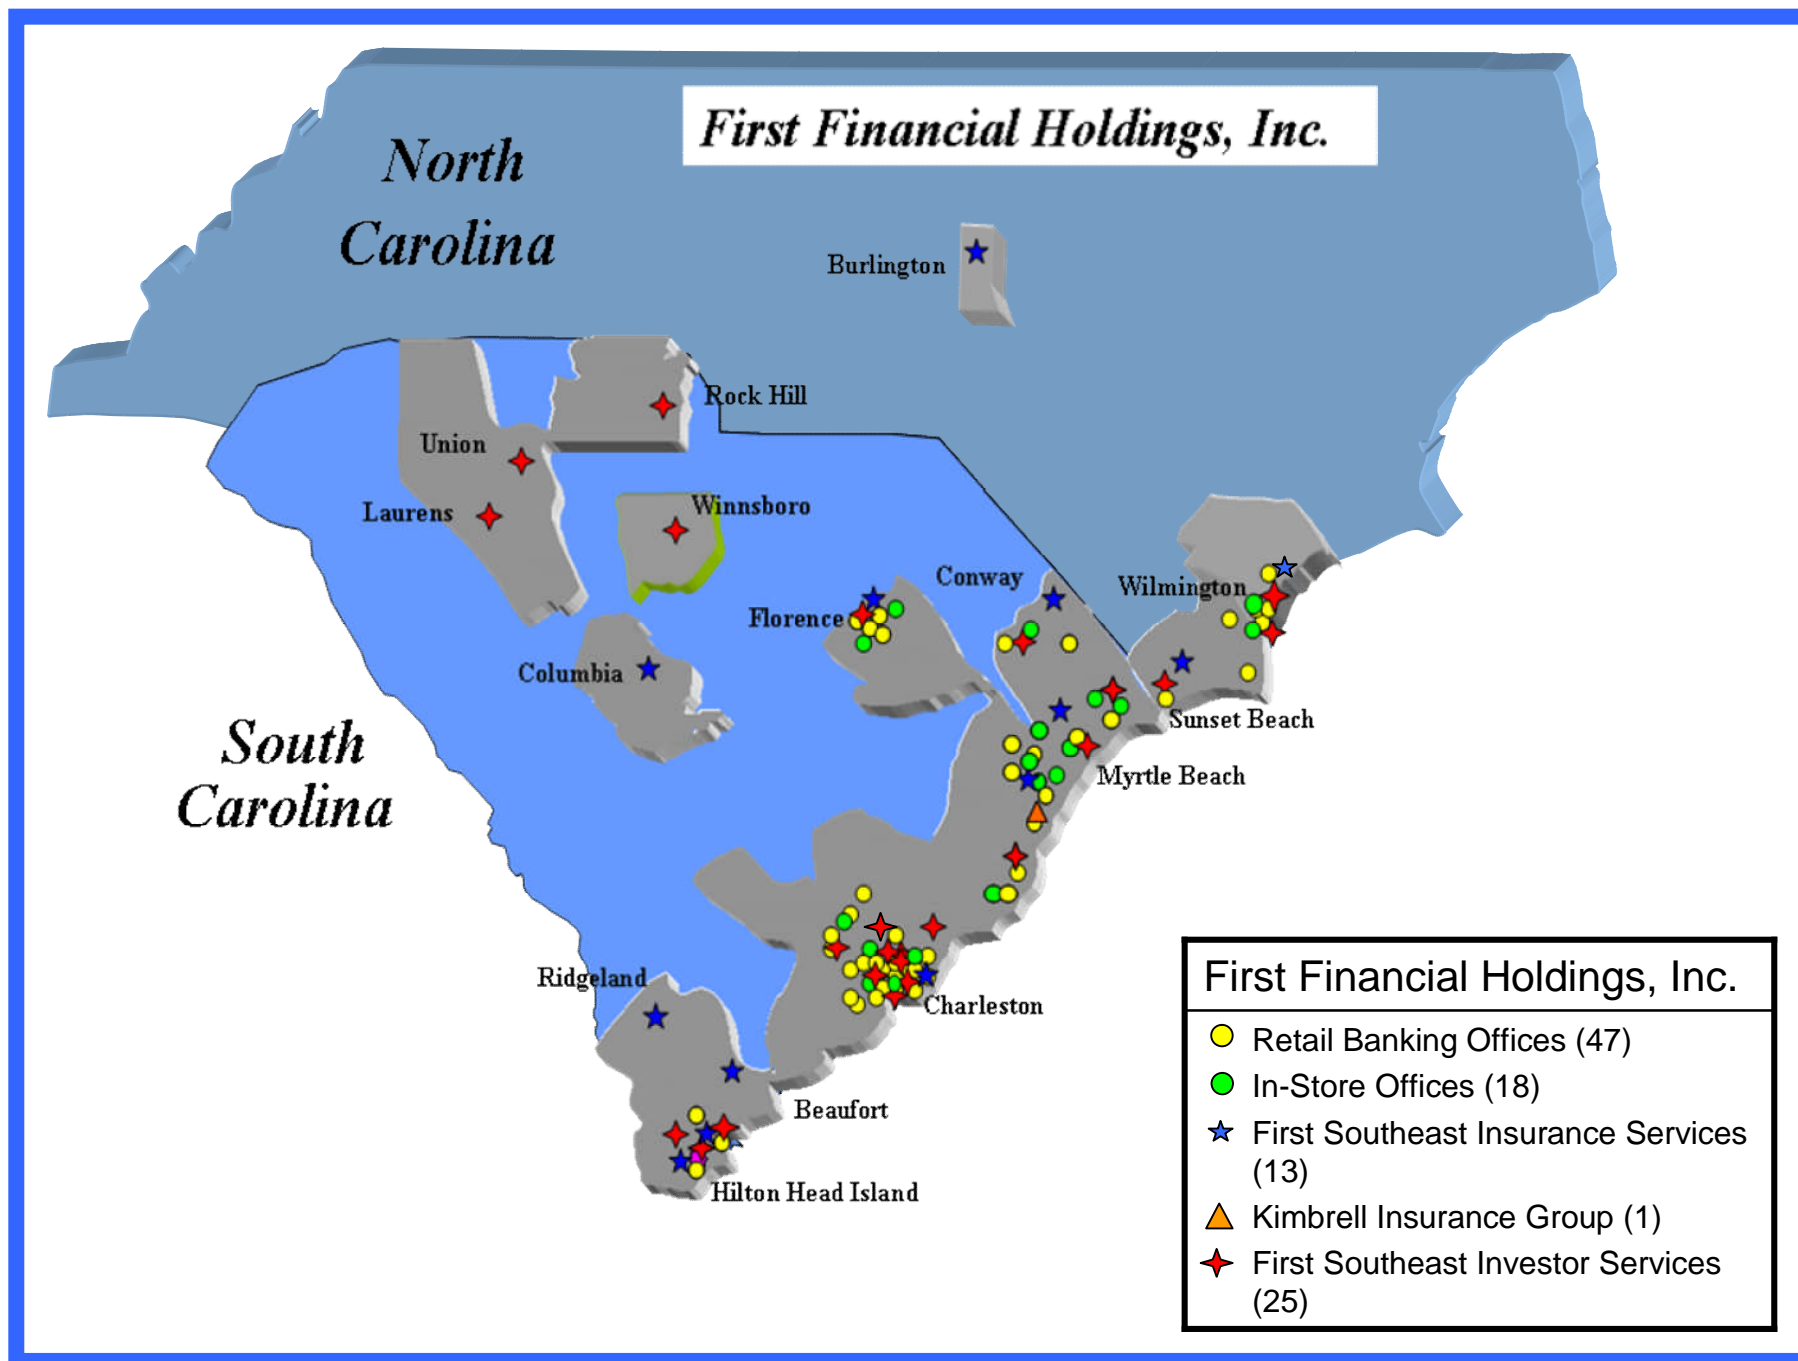 First Financial Holdings, Inc.
North
Carolina
Burlington
Rock Hill
Union
Laurens
Winnsboro
Conway
Wilmington
Florence
Columbia
Sunset Beach
South
Carolina
Myrtle Beach
Ridgeland
Charleston
Beaufort
Hilton Head Island
First Financial Holdings, Inc.
Retail Banking Offices (47)
In-Store Offices (18)
First Southeast Insurance Services
(13)
Kimbrell Insurance Group (1)
First Southeast Investor Services
(25)